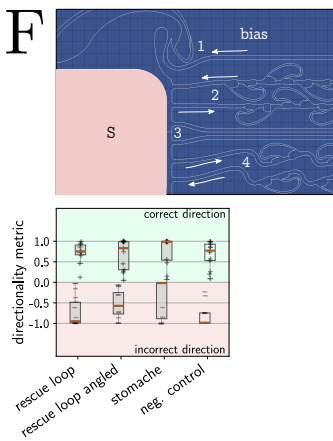 F
1
bias
2
S
3
4
correct direction
directionality metric
1.0
0.5
0.0
−0.5
−1.0
incorrect direction
rescue loop
rescue loop angled
stomache
neg. control